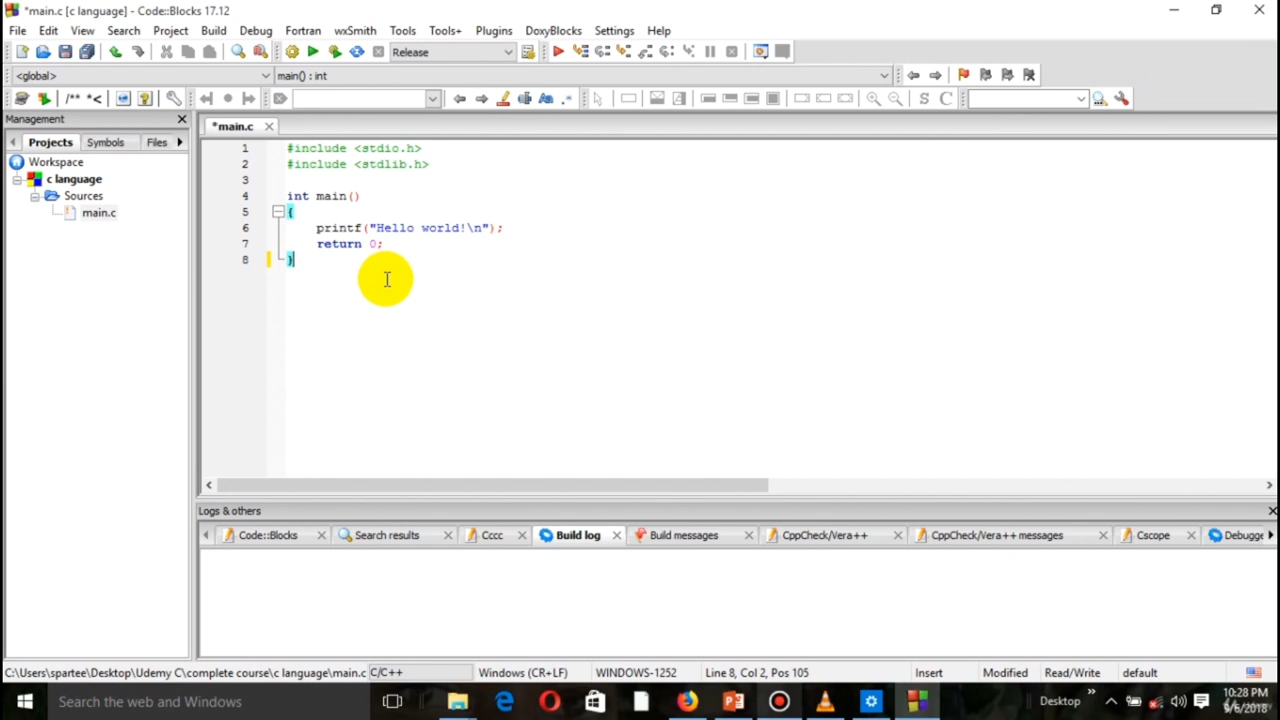 *main.c [c language] - Code::Blocks 17.12
File Edit View Search Project Build Debug Fortran wxSmith Tools Tools+ Plugins DoxyBlocks Settings Help
Release
<global> main() : int
/** *<
S C
Management
Projects Symbols Files
*main.c
Workspace
c language
Sources
main.c
1 #include <stdio.h>
2 #include <stdlib.h>
3
4 int main()
5 {
6 printf("Hello world!\n");
7 return 0;
8 }
Logs & others
Code::Blocks Search results Cccc Build log Build messages CppCheck/Vera++ CppCheck/Vera++ messages Cscope Debugge
C:\Users\spartee\Desktop\Udemy C\complete course\c language\main.c C/C++ Windows (CR+LF) WINDOWS-1252 Line 8, Col 2, Pos 105 Insert Modified Read/Write default
Search the web and Windows Desktop 10:28 PM
9/6/2018